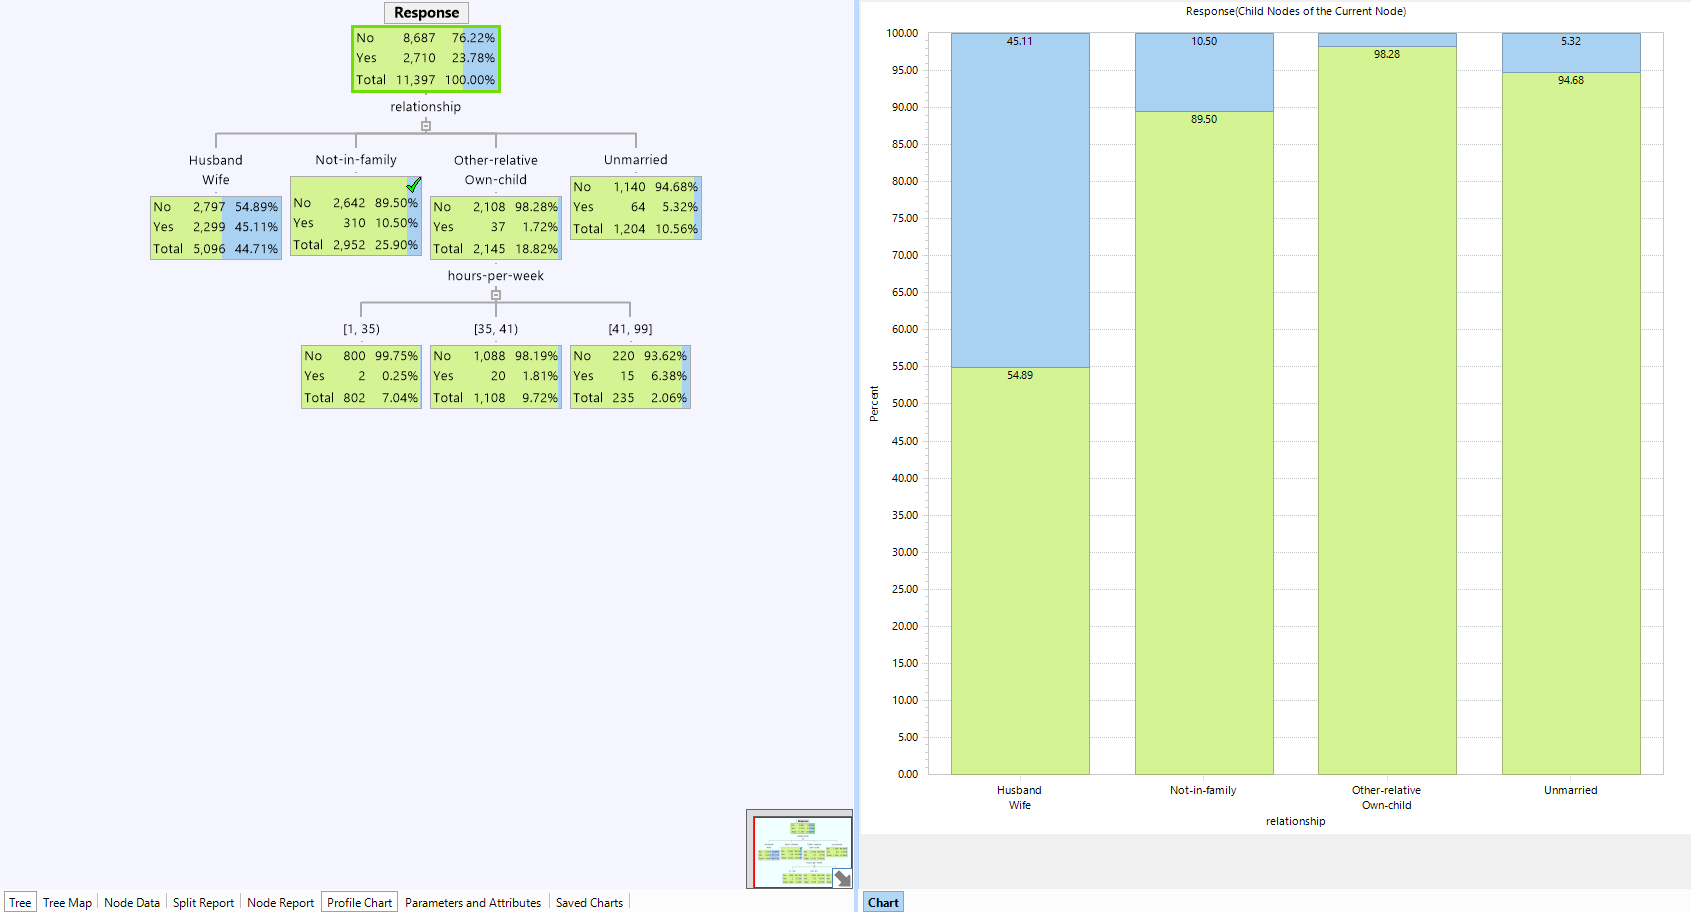 Response
No 8,687 76.22%
Yes 2,710 23.78%
Total 11,397 100.00%
relationship
Husband
Wife
No 2,797 54.89%
Yes 2,299 45.11%
Total 5,096 44.71%
Not-in-family
No 2,642 89.50%
Yes 310 10.50%
Total 2,952 25.90%
Other-relative
Own-child
No 2,108 98.28%
Yes 37 1.72%
Total 2,145 18.82%
Unmarried
No 1,140 94.68%
Yes 64 5.32%
Total 1,204 10.56%
hours-per-week
[1, 35)
No 800 99.75%
Yes 2 0.25%
Total 802 7.04%
[35, 41)
No 1,088 98.19%
Yes 20 1.81%
Total 1,108 9.72%
[41, 99]
No 220 93.62%
Yes 15 6.38%
Total 235 2.06%
Tree Tree Map Node Data Split Report Node Report Profile Chart Parameters and Attributes Saved Charts
Response(Child Nodes of the Current Node)
Percent
100.00
95.00
90.00
85.00
80.00
75.00
70.00
65.00
60.00
55.00
50.00
45.00
40.00
35.00
30.00
25.00
20.00
15.00
10.00
5.00
0.00
45.11
54.89
10.50
89.50
98.28
5.32
94.68
Husband
Wife
Not-in-family
Other-relative
Own-child
Unmarried
relationship
Chart